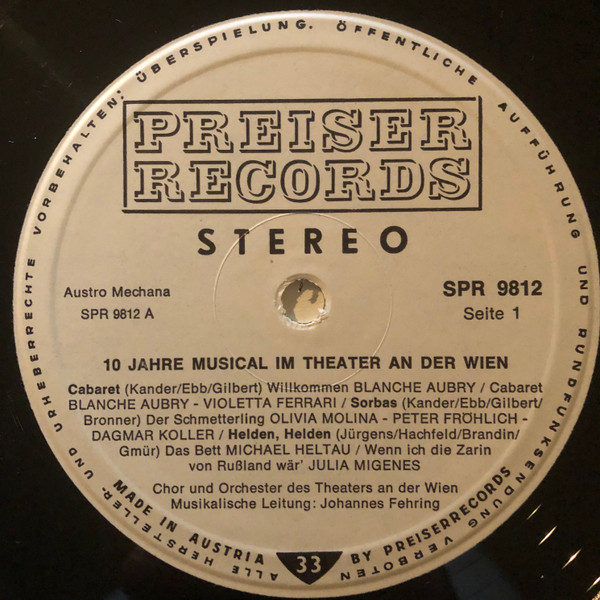 ALLE HERSTELLER- UND URHEBERRECHTE VORBEHALTEN; ÜBERSPIELUNG. ÖFFENTLICHE AUFFÜHRUNG UND RUNDFUNKSENDUNG VERBOTEN
PREISER
RECORDS
STEREO
Austro Mechana
SPR 9812 A
SPR 9812
Seite 1
10 JAHRE MUSICAL IM THEATER AN DER WIEN
Cabaret (Kander/Ebb/Gilbert) Willkommen BLANCHE AUBRY / Cabaret
BLANCHE AUBRY - VIOLETTA FERRARI / Sorbas (Kander/Ebb/Gilbert/
Bronner) Der Schmetterling OLIVIA MOLINA - PETER FRÖHLICH -
DAGMAR KOLLER / Helden, Helden (Jürgens/Hachfeld/Brandin/
Gmür) Das Bett MICHAEL HELTAU / Wenn ich die Zarin
von Rußland wär' JULIA MIGENES
Chor und Orchester des Theaters an der Wien
Musikalische Leitung: Johannes Fehring
MADE IN AUSTRIA
33
BY PREISERRECORDS